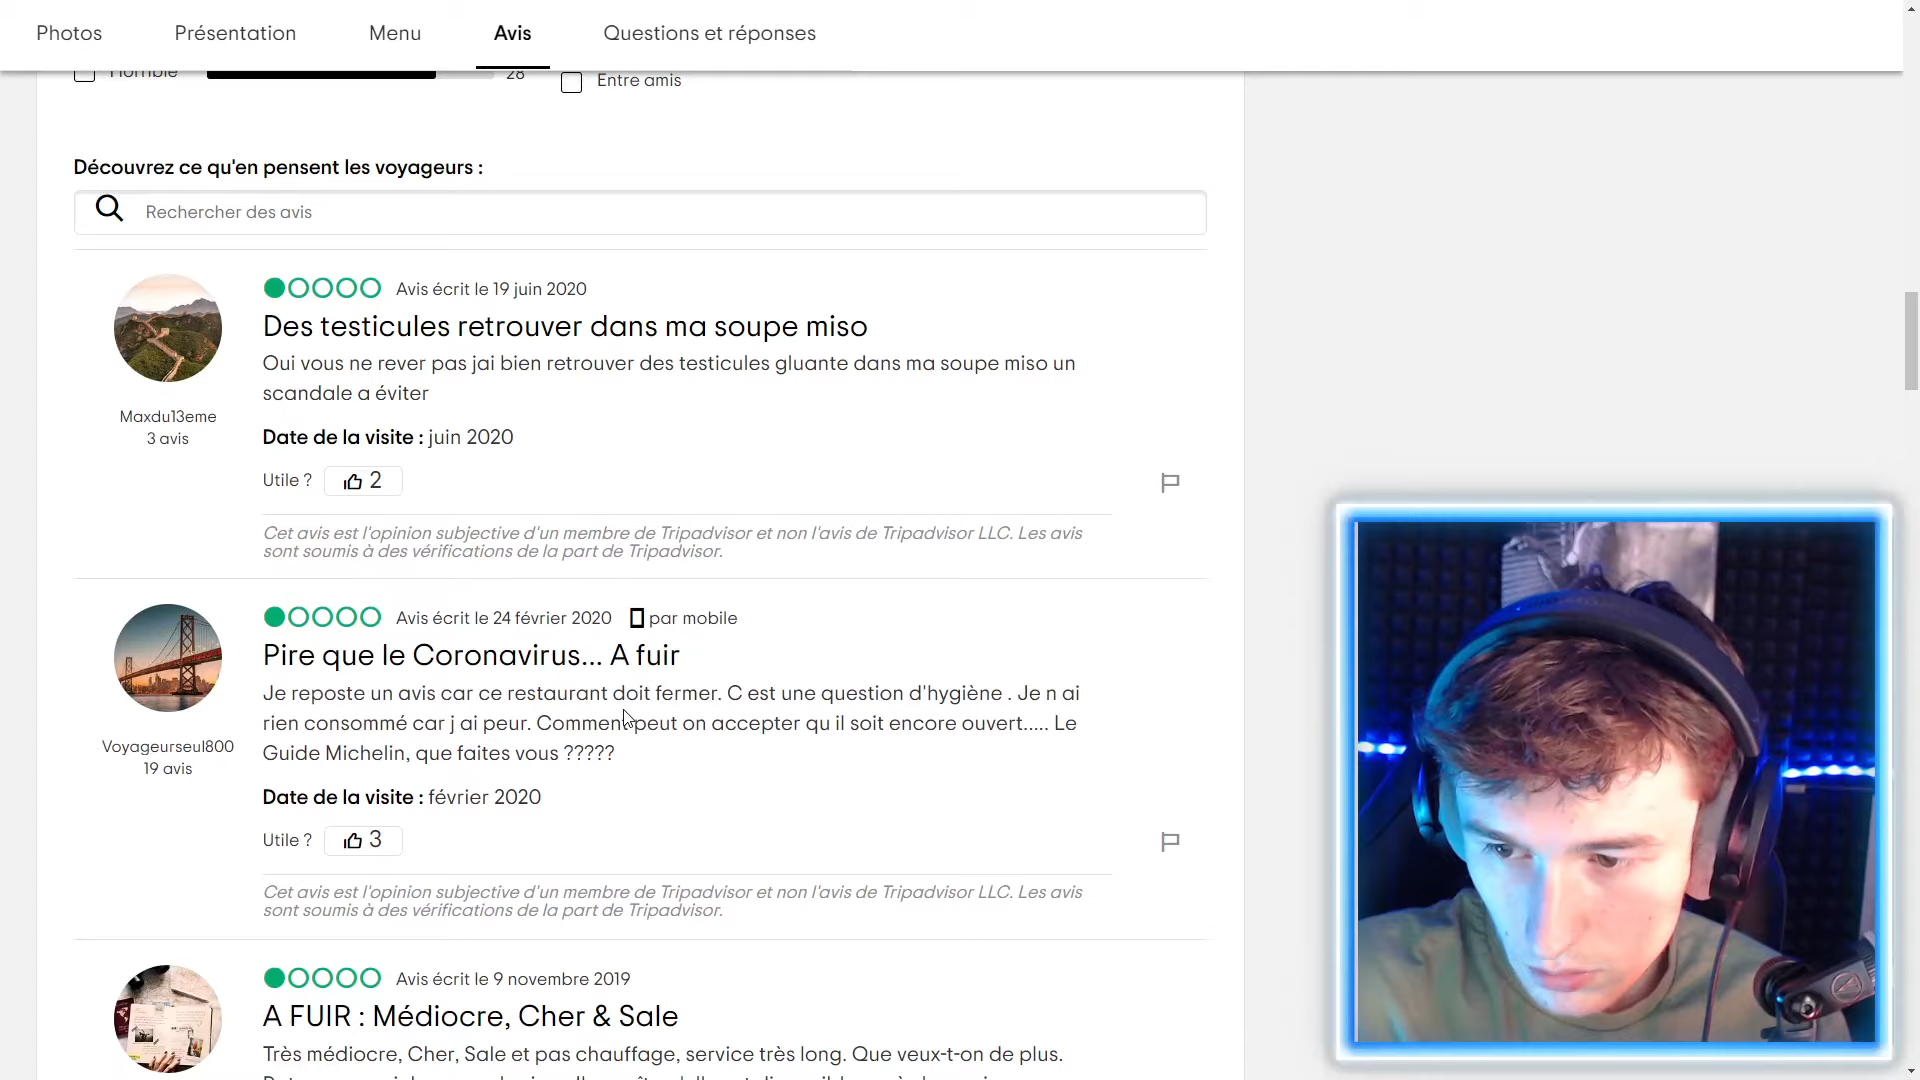 Photos Présentation Menu Avis Questions et réponses
Horrible 28
Entre amis
Découvrez ce qu'en pensent les voyageurs :
Rechercher des avis
Avis écrit le 19 juin 2020
Des testicules retrouver dans ma soupe miso
Oui vous ne rever pas jai bien retrouver des testicules gluante dans ma soupe miso un
scandale a éviter
Maxdu13eme
3 avis
Date de la visite : juin 2020
Utile ? 2
Cet avis est l'opinion subjective d'un membre de Tripadvisor et non l'avis de Tripadvisor LLC. Les avis
sont soumis à des vérifications de la part de Tripadvisor.
Avis écrit le 24 février 2020 par mobile
Pire que le Coronavirus... A fuir
Je reposte un avis car ce restaurant doit fermer. C est une question d'hygiène . Je n ai
rien consommé car j ai peur. Comment peut on accepter qu il soit encore ouvert..... Le
Guide Michelin, que faites vous ?????
Voyageurseul800
19 avis
Date de la visite : février 2020
Utile ? 3
Cet avis est l'opinion subjective d'un membre de Tripadvisor et non l'avis de Tripadvisor LLC. Les avis
sont soumis à des vérifications de la part de Tripadvisor.
Avis écrit le 9 novembre 2019
A FUIR : Médiocre, Cher & Sale
Très médiocre, Cher, Sale et pas chauffage, service très long. Que veux-t-on de plus.